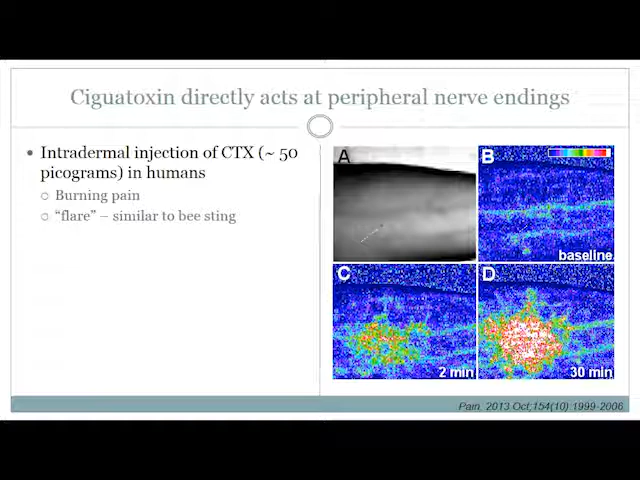 Ciguatoxin directly acts at peripheral nerve endings
Intradermal injection of CTX (~ 50
picograms) in humans
Burning pain
“flare” – similar to bee sting
A
B
baseline
C
2 min
D
30 min
Pain. 2013 Oct;154(10):1999-2006